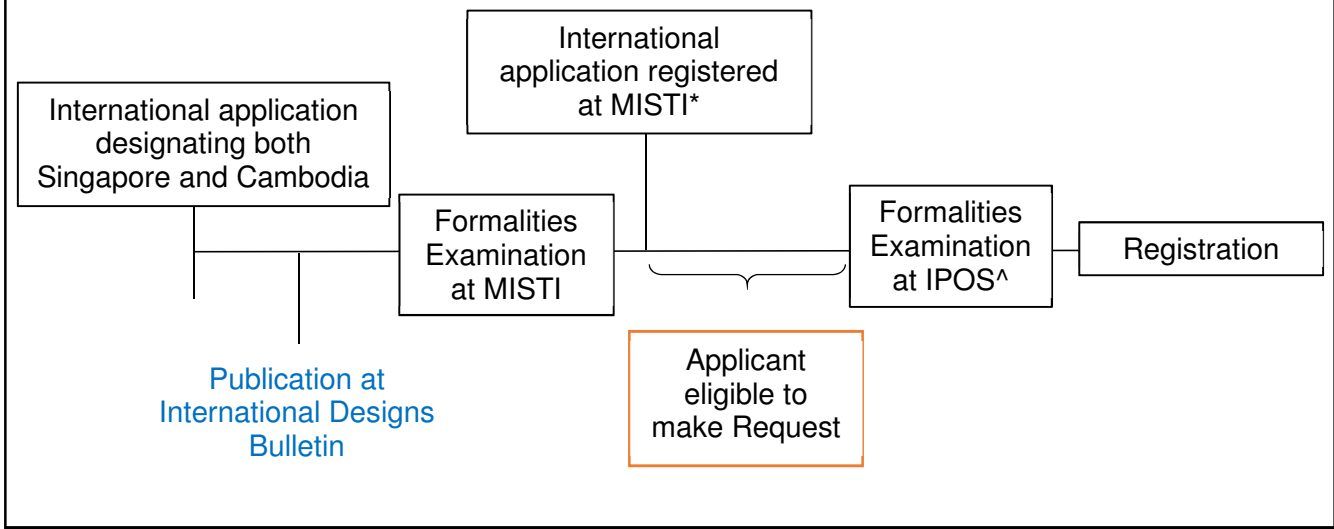 International application
designating both
Singapore and Cambodia
Publication at
International Designs
Bulletin
Formalities
Examination
at MISTI
International
application registered
at MISTI*
Applicant
eligible to
make Request
Formalities
Examination
at IPOS^
Registration